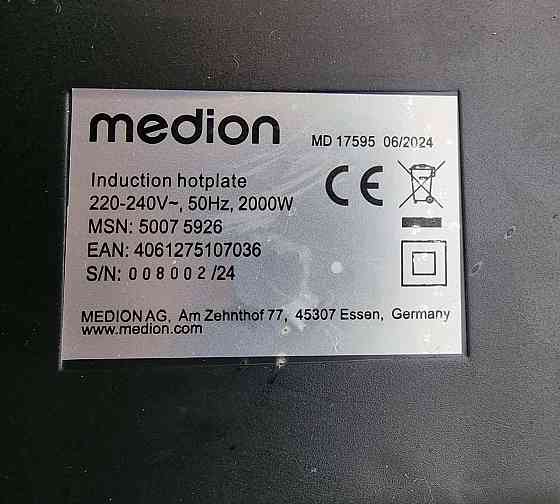 medion
MD 17595 06/2024
Induction hotplate
220-240V~, 50Hz, 2000W
MSN: 5007 5926
EAN: 4061275107036
S/N: 008002/24
CE
MEDION AG, Am Zehnthof 77, 45307 Essen, Germany
www.medion.com